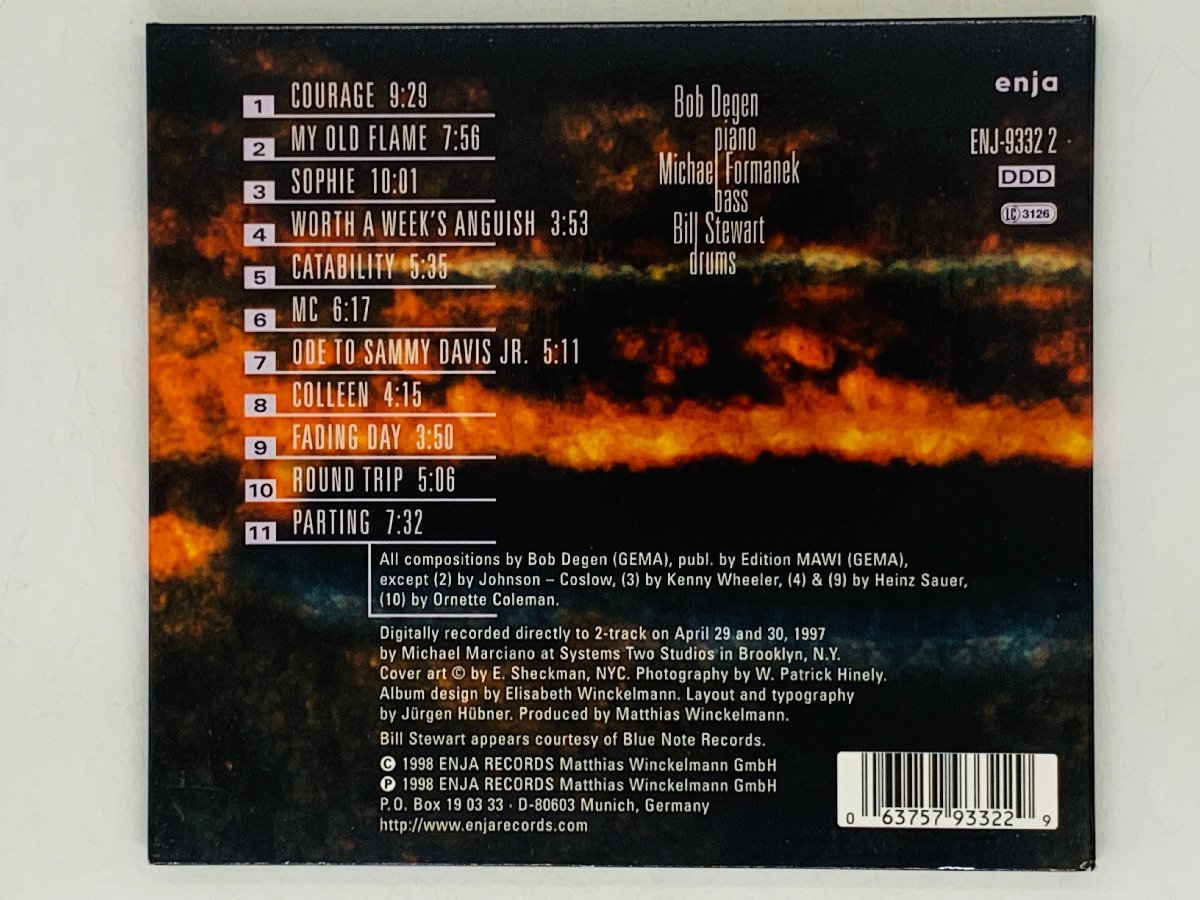 1 COURAGE 9:29
2 MY OLD FLAME 7:56
3 SOPHIE 10:01
4 WORTH A WEEK'S ANGUISH 3:53
5 CATABILITY 5:35
6 MC 6:17
7 ODE TO SAMMY DAVIS JR. 5:11
8 COLLEEN 4:15
9 FADING DAY 3:50
10 ROUND TRIP 5:06
11 PARTING 7:32
Bob Degen
piano
Michael Formanek
bass
Bill Stewart
drums
enja
ENJ-9332 2
DDD
LC 3126
All compositions by Bob Degen (GEMA), publ. by Edition MAWI (GEMA),
except (2) by Johnson – Coslow, (3) by Kenny Wheeler, (4) & (9) by Heinz Sauer,
(10) by Ornette Coleman.
Digitally recorded directly to 2-track on April 29 and 30, 1997
by Michael Marciano at Systems Two Studios in Brooklyn, N.Y.
Cover art © by E. Sheckman, NYC. Photography by W. Patrick Hinely.
Album design by Elisabeth Winckelmann. Layout and typography
by Jürgen Hübner. Produced by Matthias Winckelmann.
Bill Stewart appears courtesy of Blue Note Records.
© 1998 ENJA RECORDS Matthias Winckelmann GmbH
℗ 1998 ENJA RECORDS Matthias Winckelmann GmbH
P.O. Box 19 03 33 · D-80603 Munich, Germany
http://www.enjarecords.com
0 63757 93322 9